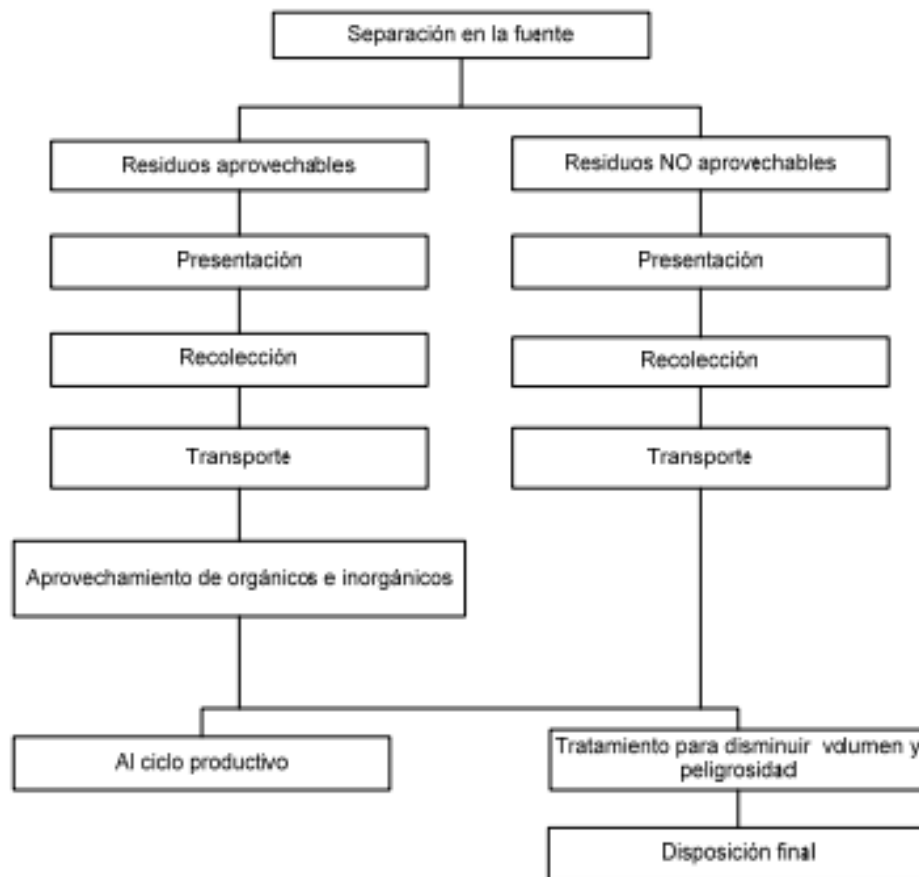 Separación en la fuente
Residuos aprovechables
Residuos NO aprovechables
Presentación
Presentación
Recolección
Recolección
Transporte
Transporte
Aprovechamiento de orgánicos e inorgánicos
Al ciclo productivo
Tratamiento para disminuir volumen y
peligrosidad
Disposición final